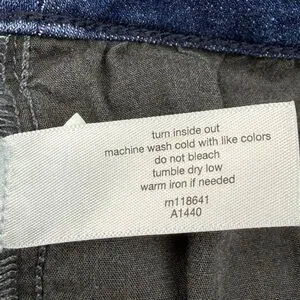 turn inside out
machine wash cold with like colors
do not bleach
tumble dry low
warm iron if needed
rn118641
A1440